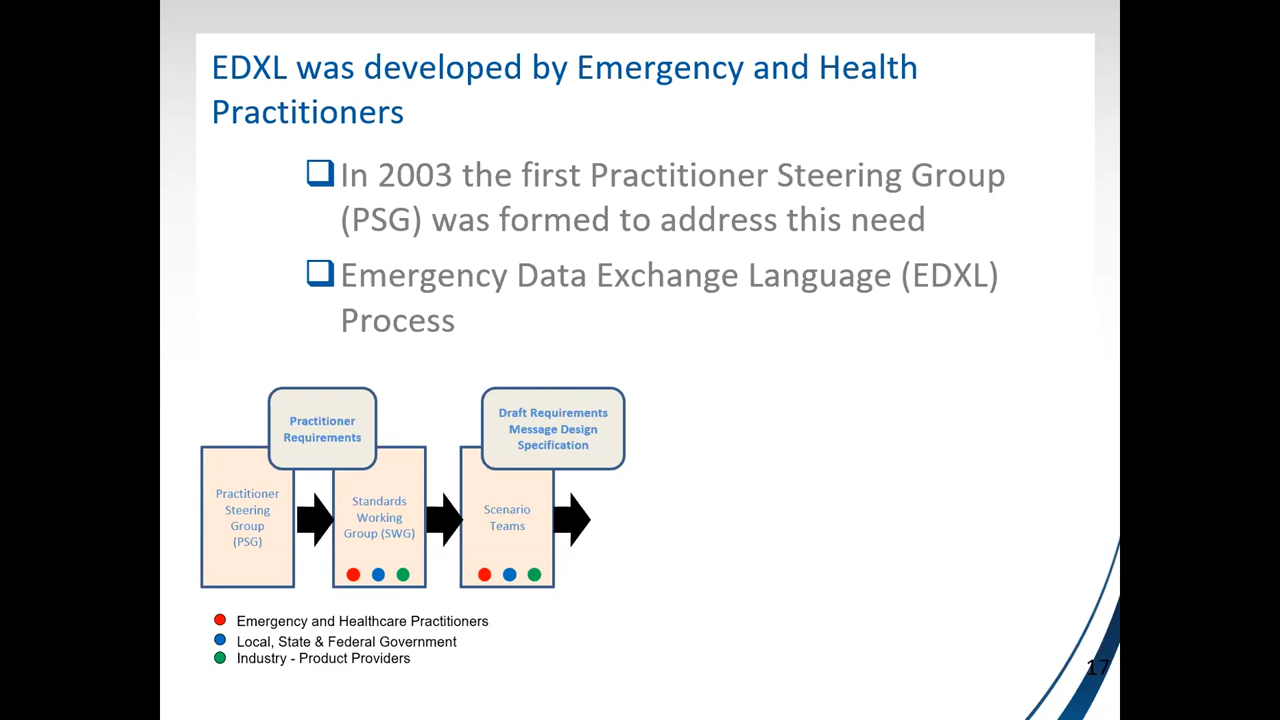 EDXL was developed by Emergency and Health
Practitioners
In 2003 the first Practitioner Steering Group
(PSG) was formed to address this need
Emergency Data Exchange Language (EDXL)
Process
Practitioner
Requirements
Draft Requirements
Message Design
Specification
Practitioner
Steering
Group
(PSG)
Standards
Working
Group (SWG)
Scenario
Teams
Emergency and Healthcare Practitioners
Local, State & Federal Government
Industry - Product Providers
17